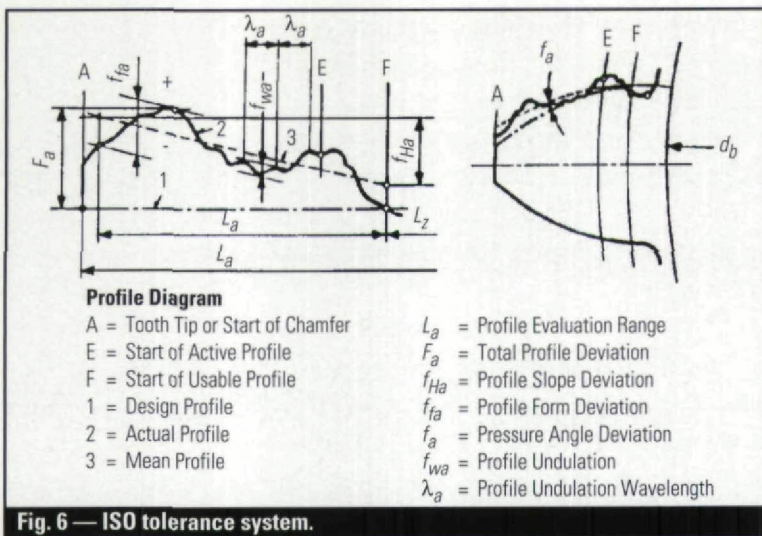 λa λa
A
ffa
+
fwa
E
F
Fa
-
2
3
fHa
1
La
Lz
La
E F
fa
A
db
Profile Diagram
A = Tooth Tip or Start of Chamfer
E = Start of Active Profile
F = Start of Usable Profile
1 = Design Profile
2 = Actual Profile
3 = Mean Profile
La = Profile Evaluation Range
Fa = Total Profile Deviation
fHa = Profile Slope Deviation
ffa = Profile Form Deviation
fa = Pressure Angle Deviation
fwa = Profile Undulation
λa = Profile Undulation Wavelength
Fig. 6 — ISO tolerance system.